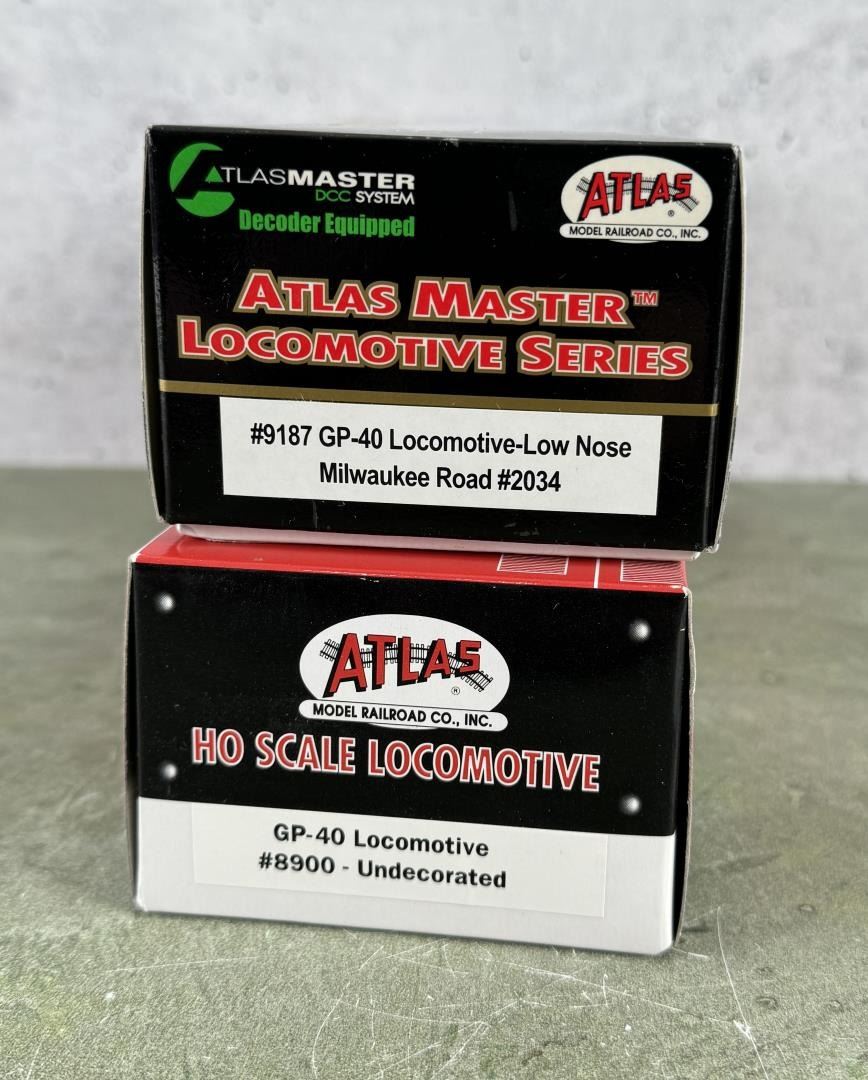 ATLASMASTER
DCC SYSTEM
Decoder Equipped
ATLAS
®
MODEL RAILROAD CO., INC.
ATLAS MASTER™
LOCOMOTIVE SERIES
#9187 GP-40 Locomotive-Low Nose
Milwaukee Road #2034
ATLAS
®
MODEL RAILROAD CO., INC.
HO SCALE LOCOMOTIVE
GP-40 Locomotive
#8900 - Undecorated